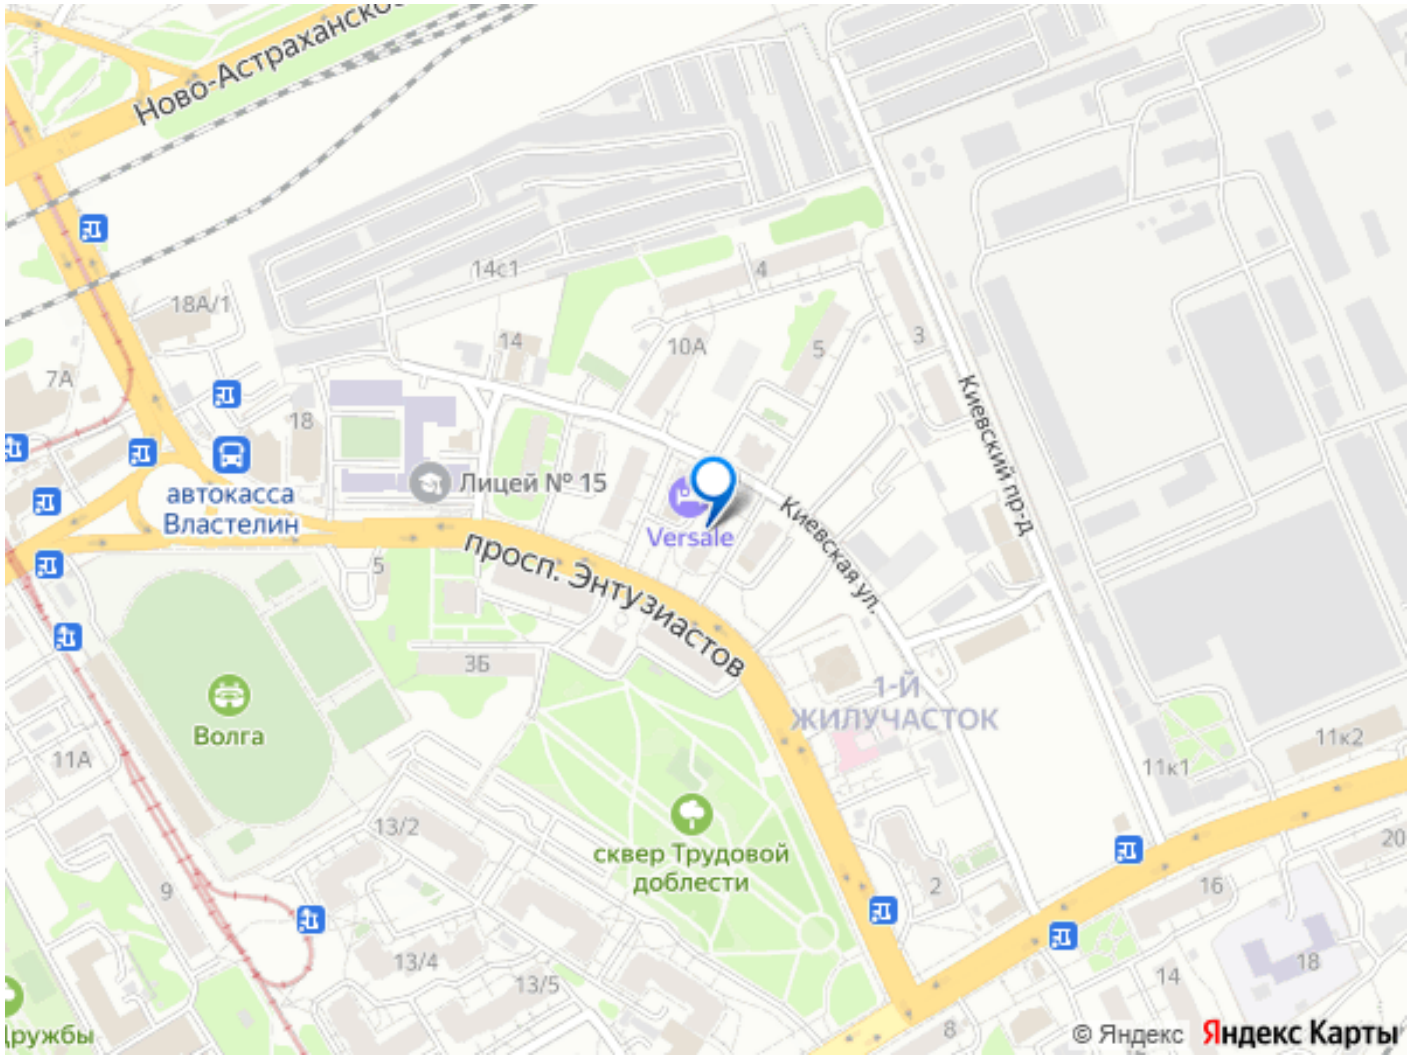 Ново-Астраханское
14с1
4
18А/1
14
10А
5
3
7А
18
Киевский пр-д
Лицей № 15
автокасса
Властелин
Versale
Киевская ул.
просп. Энтузиастов
5
3Б
1-Й
ЖИЛУЧАСТОК
Волга
11А
11к2
11к1
13/2
сквер Трудовой
доблести
20
9
2
16
13/4
13/5
14
18
8
Дружбы
© Яндекс Яндекс Карты